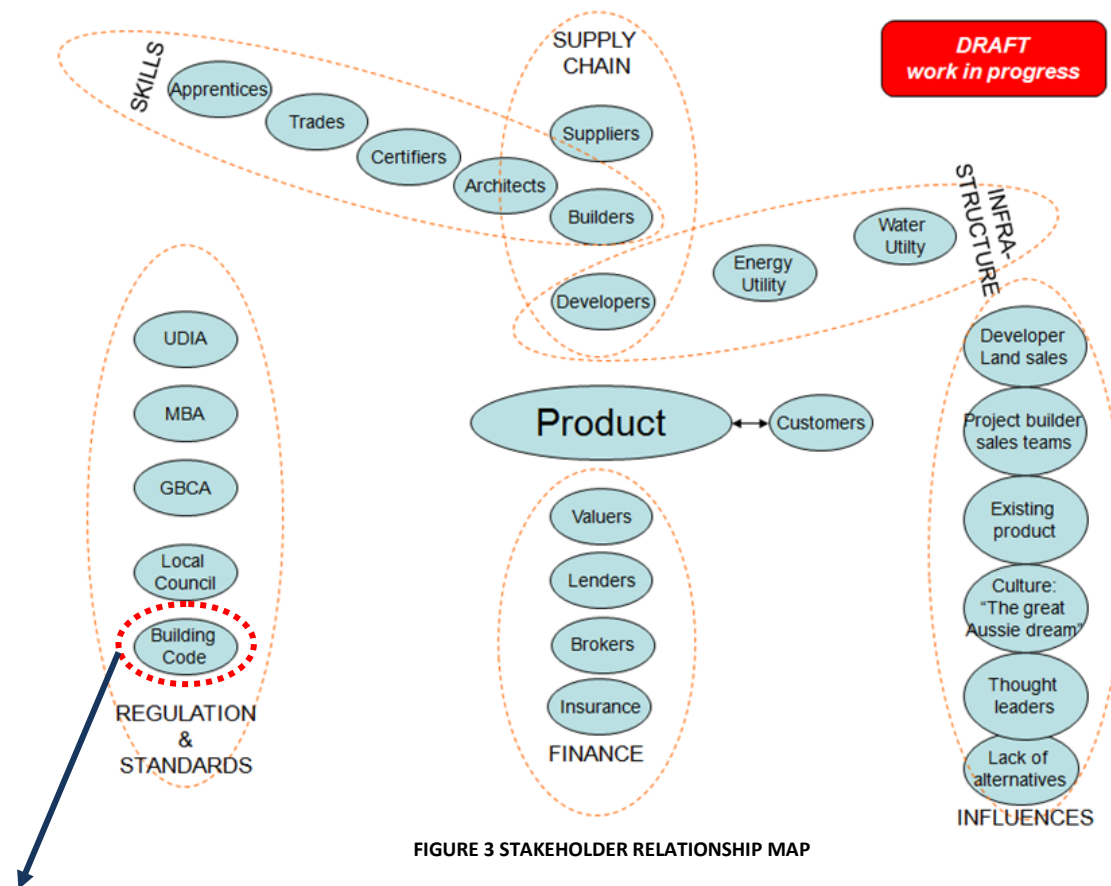 SUPPLY
CHAIN
DRAFT
work in progress
SKILLS
Apprentices
Trades
Certifiers
Architects
Suppliers
Builders
Developers
Energy
Utility
Water
Utilty
INFRA-
STRUCTURE
UDIA
MBA
GBCA
Local
Council
Building
Code
REGULATION
&
STANDARDS
Product
Customers
Valuers
Lenders
Brokers
Insurance
FINANCE
Developer
Land sales
Project builder
sales teams
Existing
product
Culture:
“The great
Aussie dream”
Thought
leaders
Lack of
alternatives
INFLUENCES
FIGURE 3 STAKEHOLDER RELATIONSHIP MAP